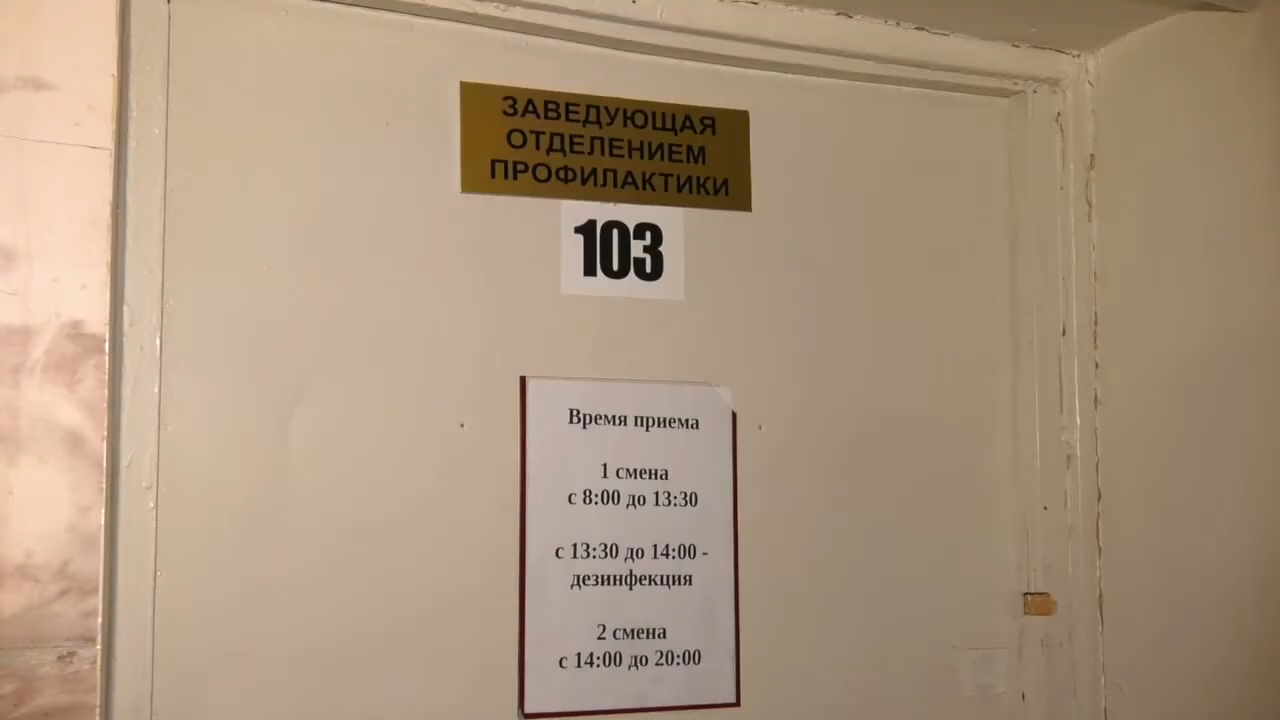 ЗАВЕДУЮЩАЯ
ОТДЕЛЕНИЕМ
ПРОФИЛАКТИКИ
103
Время приема
1 смена
с 8:00 до 13:30
с 13:30 до 14:00 -
дезинфекция
2 смена
с 14:00 до 20:00